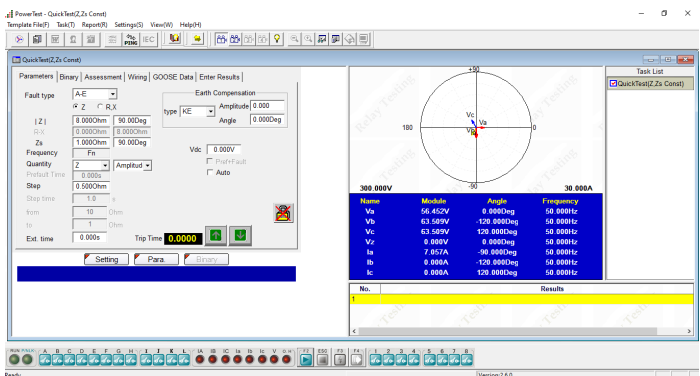 PowerTest - QuickTest(Z,Zs Const)
Template File(F) Task(T) Report(R) Settings(S) View(W) Help(H)
PING IEC
QuickTest(Z,Zs Const)
Parameters Binary Assessment Wiring GOOSE Data Enter Results
Fault type A-E
Z R,X
Earth Compensation
type KE Amplitude 0.000
Angle 0.000Deg
|Z| 8.000Ohm 90.00Deg
R-X 0.000Ohm 8.000Ohm
Zs 1.000Ohm 90.00Deg
Frequency Fn
Vdc 0.000V
Quantity Z Amplitud
Pref+Fault
Prefault Time 0.000s
Auto
Step 0.500Ohm
Step time 1.0 s
from 10 Ohm
to 1 Ohm
Ext. time 0.000s Trip Time 0.0000
Setting Para. Binary
+90
180 0
-90
Vc Va
Vb
300.000V 30.000A
Name Module Angle Frequency
Va 56.452V 0.000Deg 50.000Hz
Vb 63.509V -120.000Deg 50.000Hz
Vc 63.509V 120.000Deg 50.000Hz
Vz 0.000V 0.000Deg 50.000Hz
Ia 7.057A -90.000Deg 50.000Hz
Ib 0.000A -120.000Deg 50.000Hz
Ic 0.000A 120.000Deg 50.000Hz
No. Results
1
Task List
QuickTest(Z,Zs Const)
Relay Testing
A B C D E F G H I J K L IA IB IC Ia Ib Ic V O.H F2 ESC F3 F4 1 2 3 4 5 6 7 8
Ready Version:2.6.0